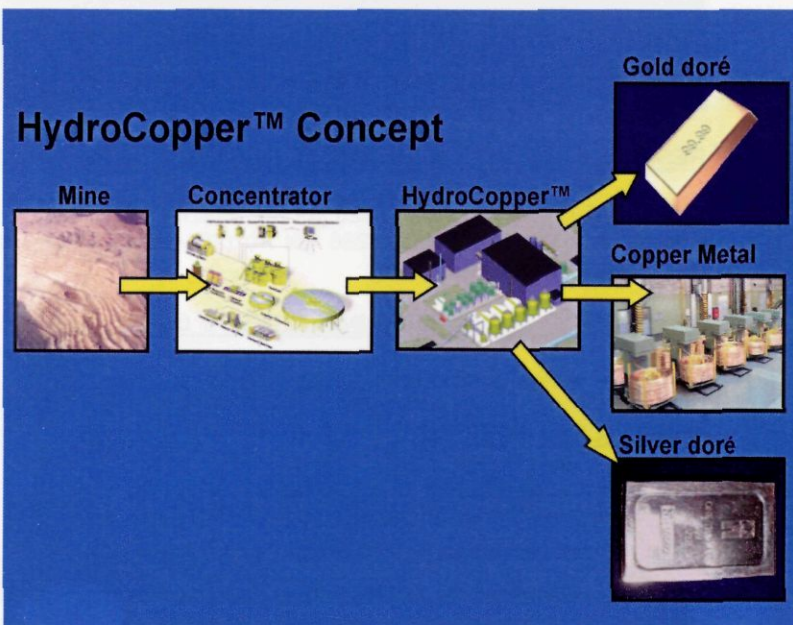 Gold doré
HydroCopper™ Concept
Mine
Concentrator
HydroCopper™
Copper Metal
Silver doré